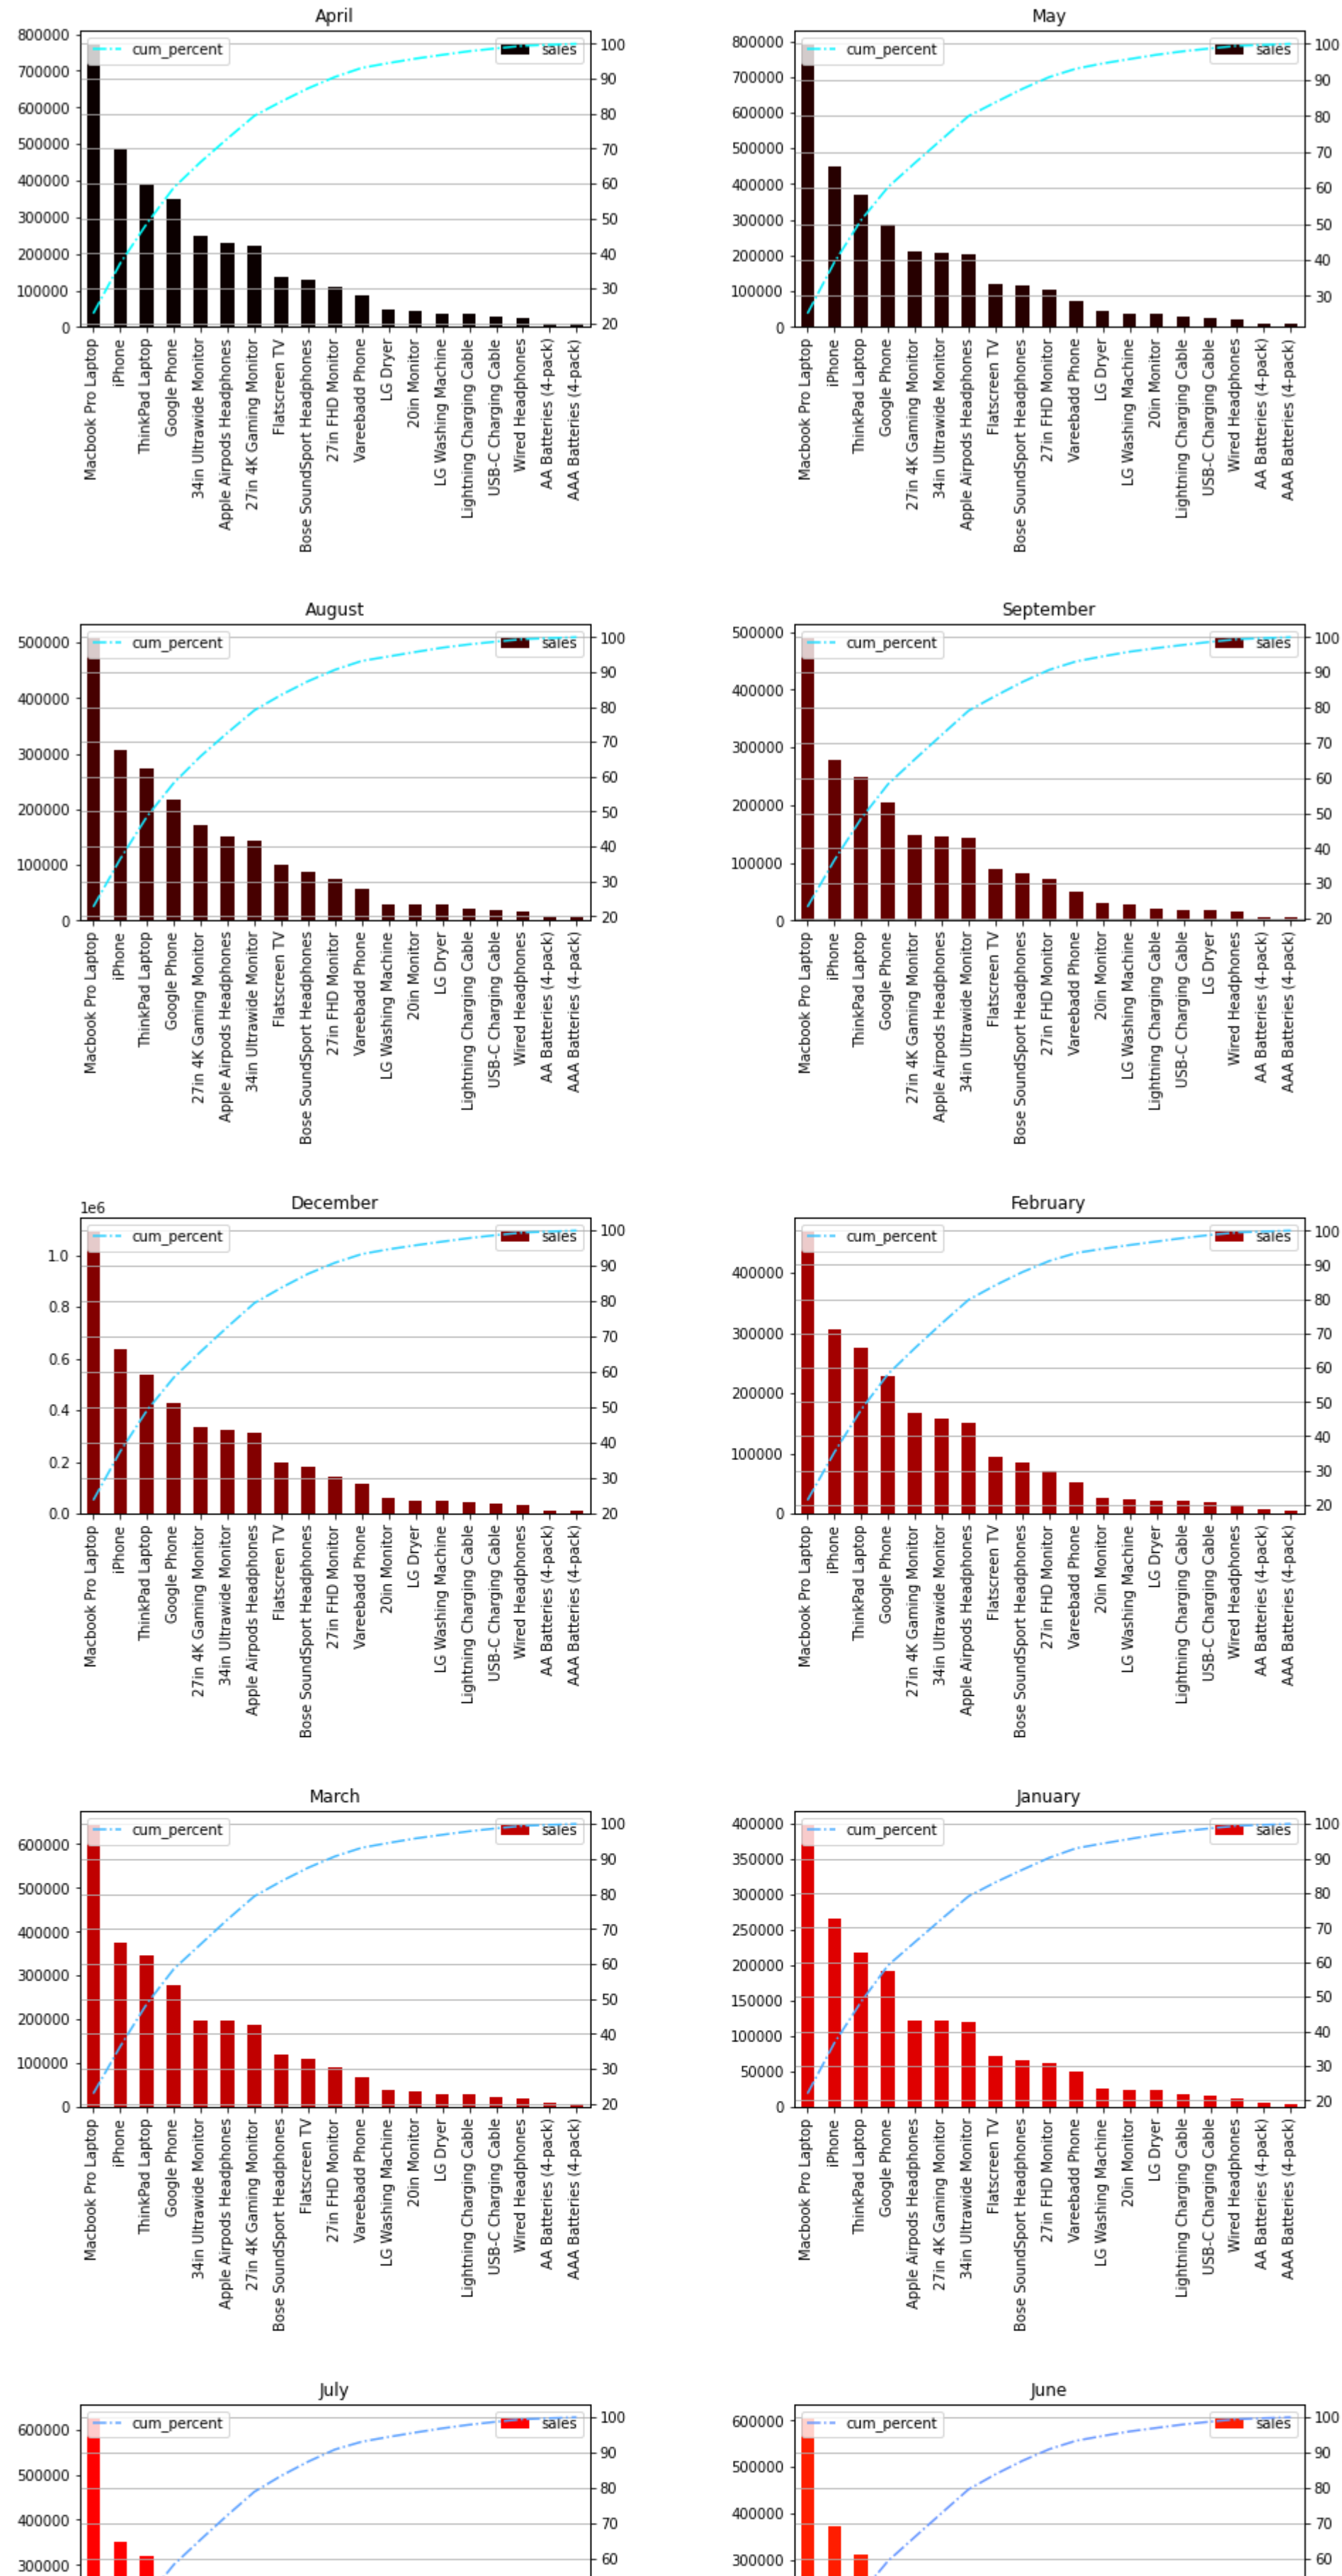 April
800000
700000
600000
500000
400000
300000
200000
100000
0
cum_percent
sales
100
90
80
70
60
50
40
30
20
Macbook Pro Laptop
iPhone
ThinkPad Laptop
Google Phone
34in Ultrawide Monitor
Apple Airpods Headphones
27in 4K Gaming Monitor
Flatscreen TV
Bose SoundSport Headphones
27in FHD Monitor
Vareebadd Phone
LG Dryer
20in Monitor
LG Washing Machine
Lightning Charging Cable
USB-C Charging Cable
Wired Headphones
AA Batteries (4-pack)
AAA Batteries (4-pack)
May
800000
700000
600000
500000
400000
300000
200000
100000
0
cum_percent
sales
100
90
80
70
60
50
40
30
Macbook Pro Laptop
iPhone
ThinkPad Laptop
Google Phone
27in 4K Gaming Monitor
34in Ultrawide Monitor
Apple Airpods Headphones
Flatscreen TV
Bose SoundSport Headphones
27in FHD Monitor
Vareebadd Phone
LG Dryer
LG Washing Machine
20in Monitor
Lightning Charging Cable
USB-C Charging Cable
Wired Headphones
AA Batteries (4-pack)
AAA Batteries (4-pack)
August
500000
400000
300000
200000
100000
0
cum_percent
sales
100
90
80
70
60
50
40
30
20
Macbook Pro Laptop
iPhone
ThinkPad Laptop
Google Phone
27in 4K Gaming Monitor
Apple Airpods Headphones
34in Ultrawide Monitor
Flatscreen TV
Bose SoundSport Headphones
27in FHD Monitor
Vareebadd Phone
LG Washing Machine
20in Monitor
LG Dryer
Lightning Charging Cable
USB-C Charging Cable
Wired Headphones
AA Batteries (4-pack)
AAA Batteries (4-pack)
September
500000
400000
300000
200000
100000
0
cum_percent
sales
100
90
80
70
60
50
40
30
20
Macbook Pro Laptop
iPhone
ThinkPad Laptop
Google Phone
27in 4K Gaming Monitor
Apple Airpods Headphones
34in Ultrawide Monitor
Flatscreen TV
Bose SoundSport Headphones
27in FHD Monitor
Vareebadd Phone
20in Monitor
LG Washing Machine
Lightning Charging Cable
USB-C Charging Cable
LG Dryer
Wired Headphones
AA Batteries (4-pack)
AAA Batteries (4-pack)
December
1e6
1.0
0.8
0.6
0.4
0.2
0.0
cum_percent
sales
100
90
80
70
60
50
40
30
20
Macbook Pro Laptop
iPhone
ThinkPad Laptop
Google Phone
27in 4K Gaming Monitor
34in Ultrawide Monitor
Apple Airpods Headphones
Flatscreen TV
Bose SoundSport Headphones
27in FHD Monitor
Vareebadd Phone
20in Monitor
LG Dryer
LG Washing Machine
Lightning Charging Cable
USB-C Charging Cable
Wired Headphones
AA Batteries (4-pack)
AAA Batteries (4-pack)
February
400000
300000
200000
100000
0
cum_percent
sales
100
90
80
70
60
50
40
30
20
Macbook Pro Laptop
iPhone
ThinkPad Laptop
Google Phone
27in 4K Gaming Monitor
34in Ultrawide Monitor
Apple Airpods Headphones
Flatscreen TV
Bose SoundSport Headphones
27in FHD Monitor
Vareebadd Phone
20in Monitor
LG Washing Machine
LG Dryer
Lightning Charging Cable
USB-C Charging Cable
Wired Headphones
AA Batteries (4-pack)
AAA Batteries (4-pack)
March
600000
500000
400000
300000
200000
100000
0
cum_percent
sales
100
90
80
70
60
50
40
30
20
Macbook Pro Laptop
iPhone
ThinkPad Laptop
Google Phone
34in Ultrawide Monitor
Apple Airpods Headphones
27in 4K Gaming Monitor
Bose SoundSport Headphones
Flatscreen TV
27in FHD Monitor
Vareebadd Phone
LG Washing Machine
20in Monitor
LG Dryer
Lightning Charging Cable
USB-C Charging Cable
Wired Headphones
AA Batteries (4-pack)
AAA Batteries (4-pack)
January
400000
350000
300000
250000
200000
150000
100000
50000
0
cum_percent
sales
100
90
80
70
60
50
40
30
20
Macbook Pro Laptop
iPhone
ThinkPad Laptop
Google Phone
Apple Airpods Headphones
27in 4K Gaming Monitor
34in Ultrawide Monitor
Flatscreen TV
Bose SoundSport Headphones
27in FHD Monitor
Vareebadd Phone
LG Washing Machine
20in Monitor
LG Dryer
Lightning Charging Cable
USB-C Charging Cable
Wired Headphones
AA Batteries (4-pack)
AAA Batteries (4-pack)
July
600000
500000
400000
300000
cum_percent
sales
100
90
80
70
60
June
600000
500000
400000
300000
cum_percent
sales
100
90
80
70
60